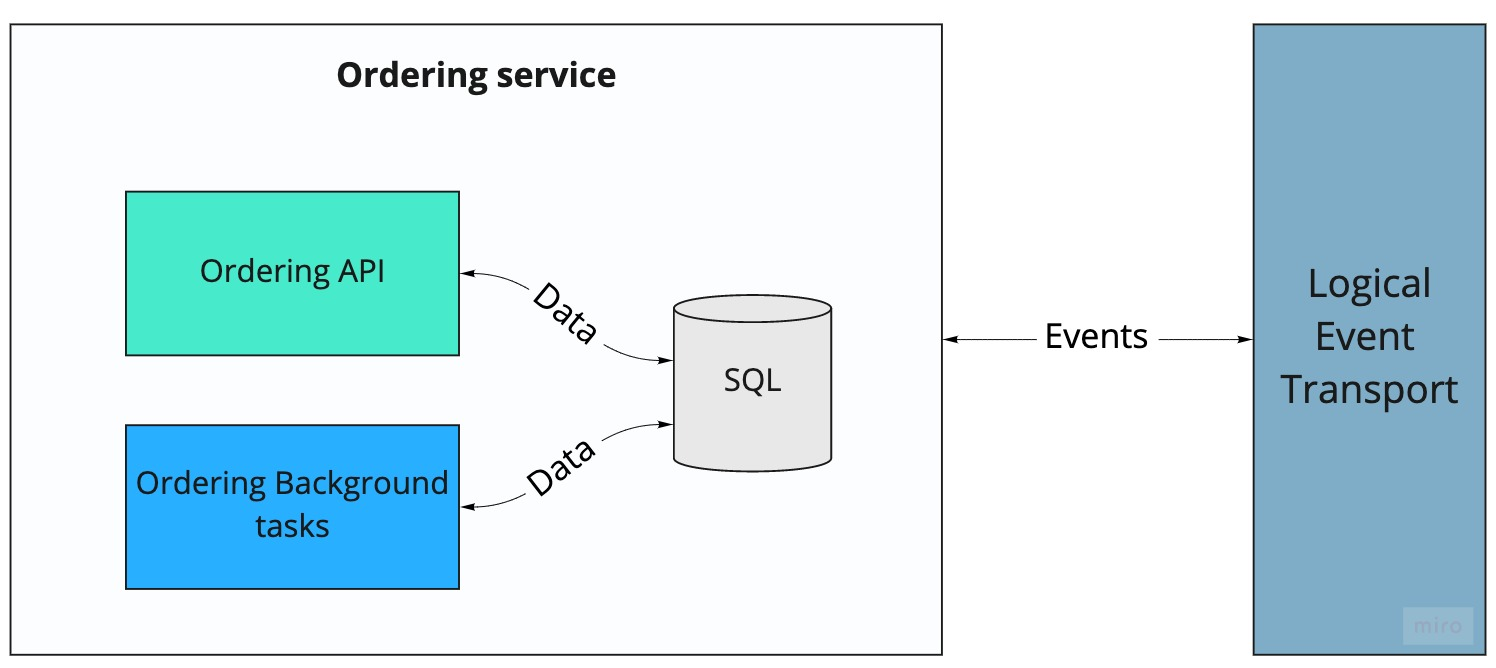 Ordering service
Ordering API
Data
SQL
Ordering Background
tasks
Data
Events
Logical
Event
Transport
miro